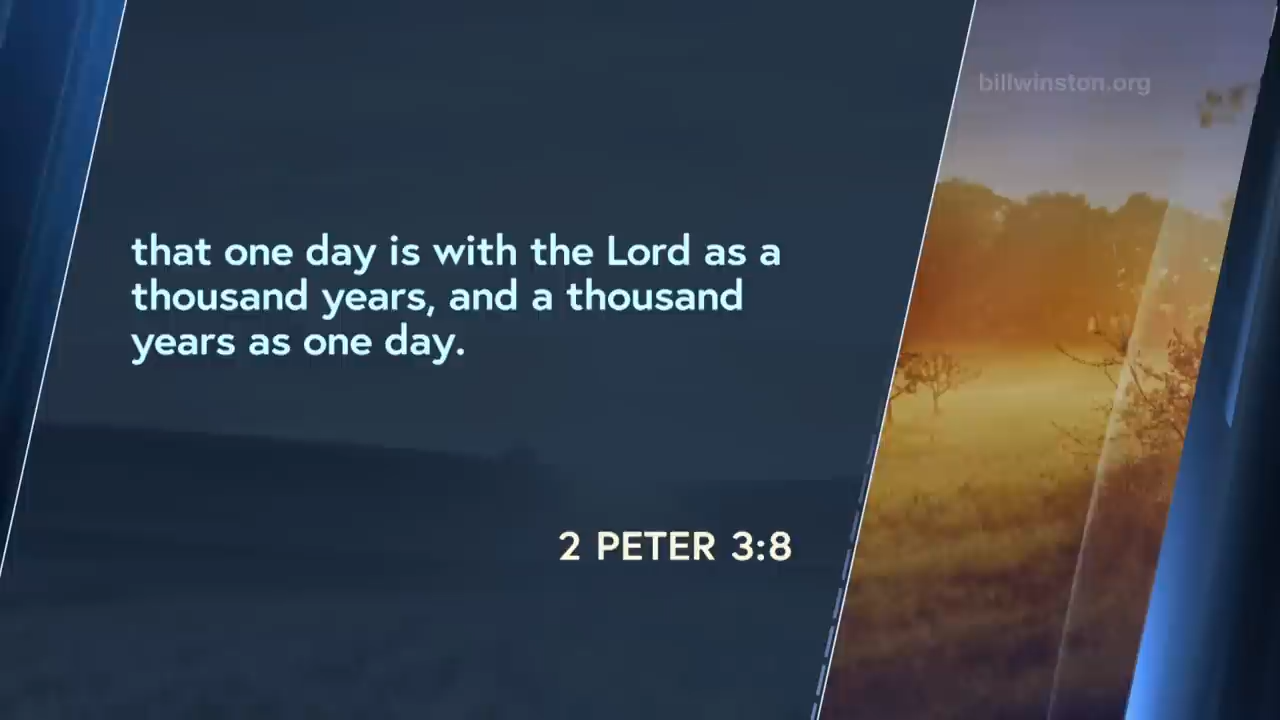 billwinston.org
that one day is with the Lord as a
thousand years, and a thousand
years as one day.
2 PETER 3:8